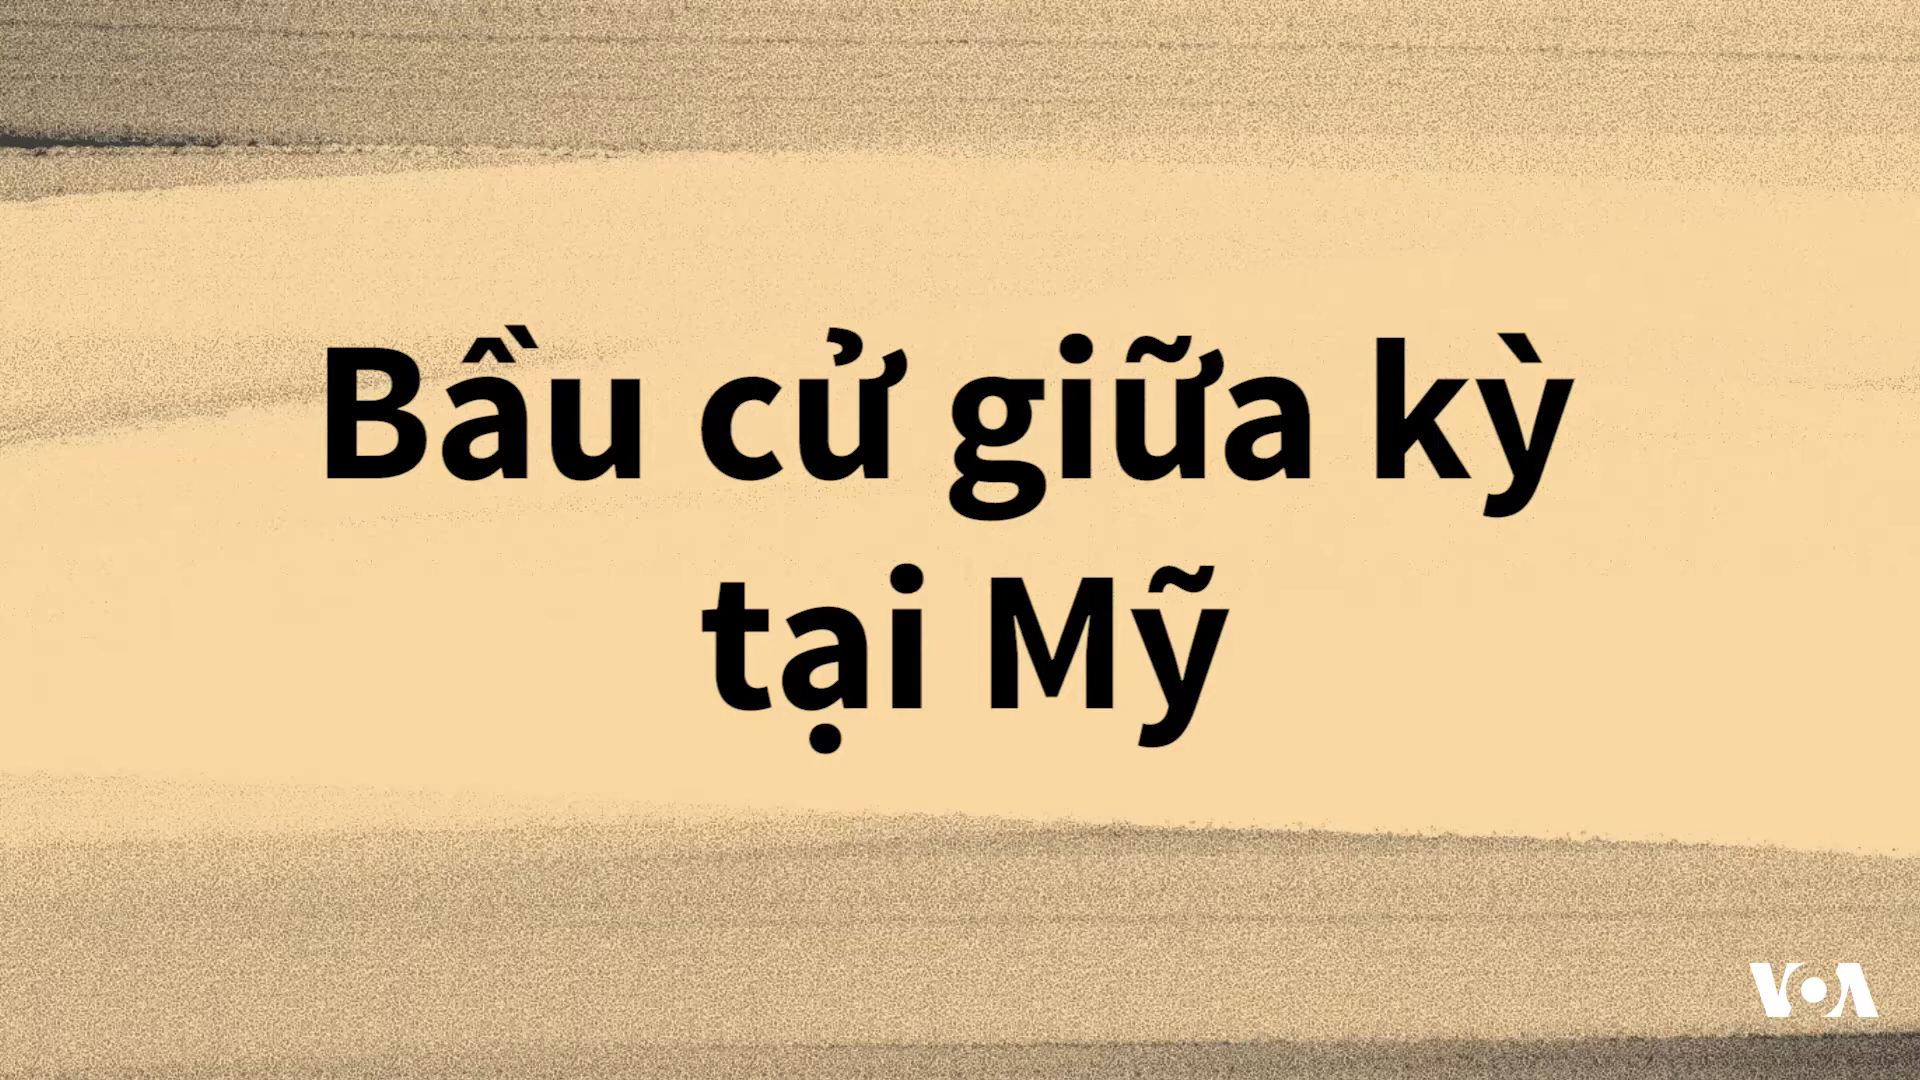 Bầu cử giữa kỳ
tại Mỹ
VOA